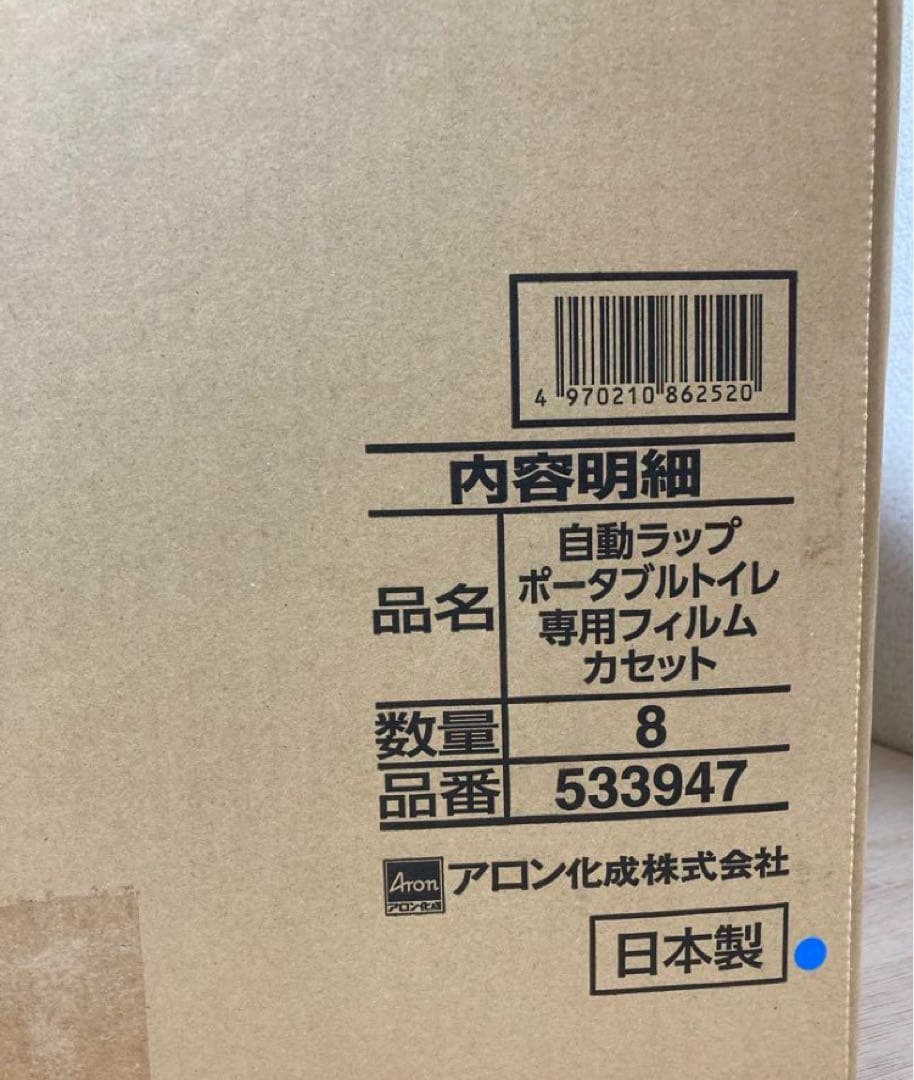 4 970210 862520
内容明細
品名
自動ラップ
ポータブルトイレ
専用フィルム
カセット
数量 8
品番 533947
Aron
アロン化成
アロン化成株式会社
日本製